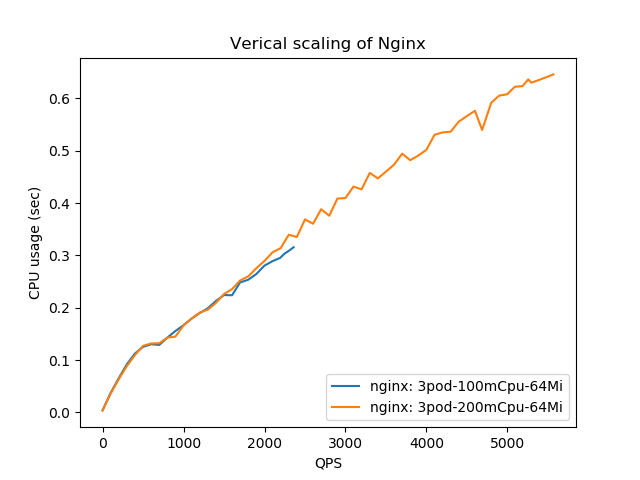 Verical scaling of Nginx
CPU usage (sec)
0.6
0.5
0.4
0.3
0.2
0.1
0.0
nginx: 3pod-100mCpu-64Mi
nginx: 3pod-200mCpu-64Mi
0 1000 2000 3000 4000 5000
QPS